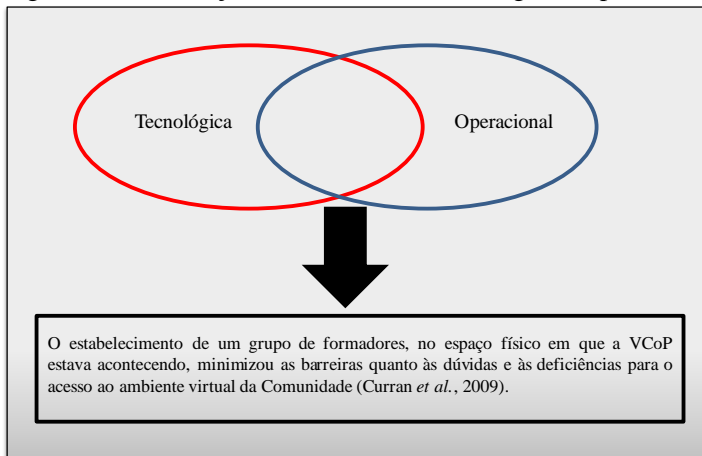 Tecnológica
Operacional
O estabelecimento de um grupo de formadores, no espaço físico em que a VCoP
estava acontecendo, minimizou as barreiras quanto às dúvidas e às deficiências para o
acesso ao ambiente virtual da Comunidade (Curran et al., 2009).